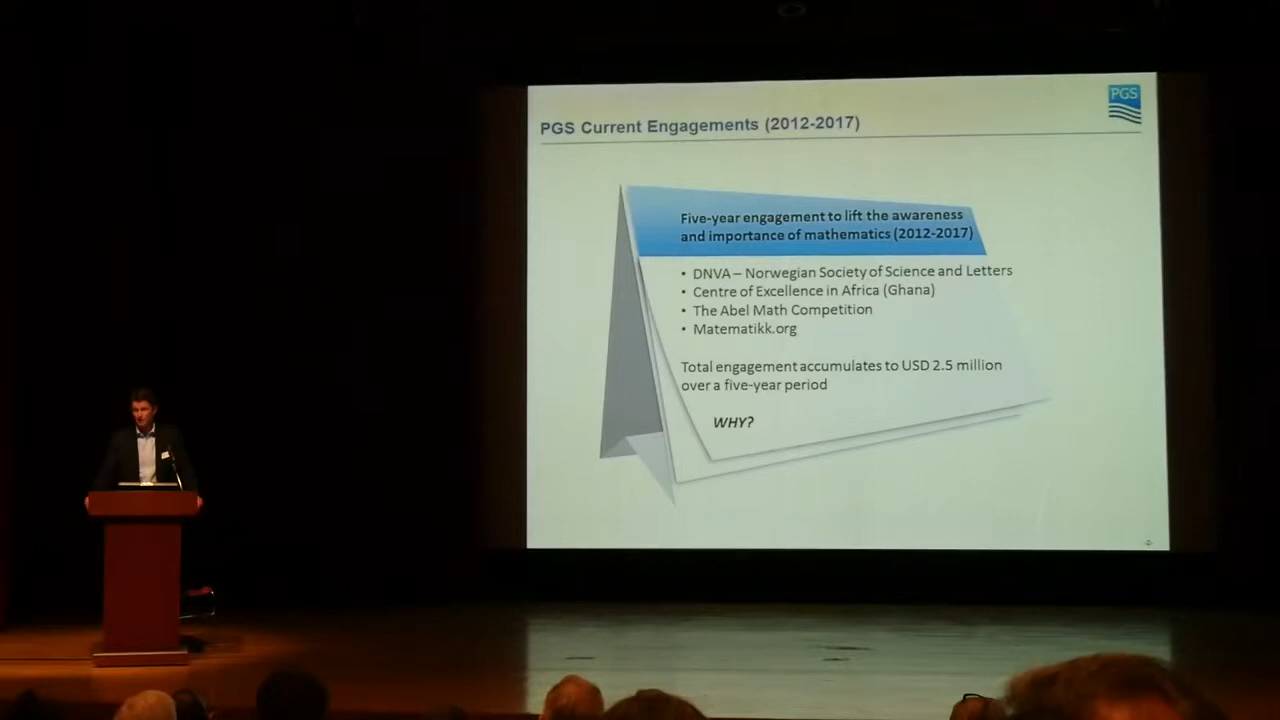 PGS
PGS Current Engagements (2012-2017)
Five-year engagement to lift the awareness
and importance of mathematics (2012-2017)
• DNVA – Norwegian Society of Science and Letters
• Centre of Excellence in Africa (Ghana)
• The Abel Math Competition
• Matematikk.org
Total engagement accumulates to USD 2.5 million
over a five-year period
WHY?